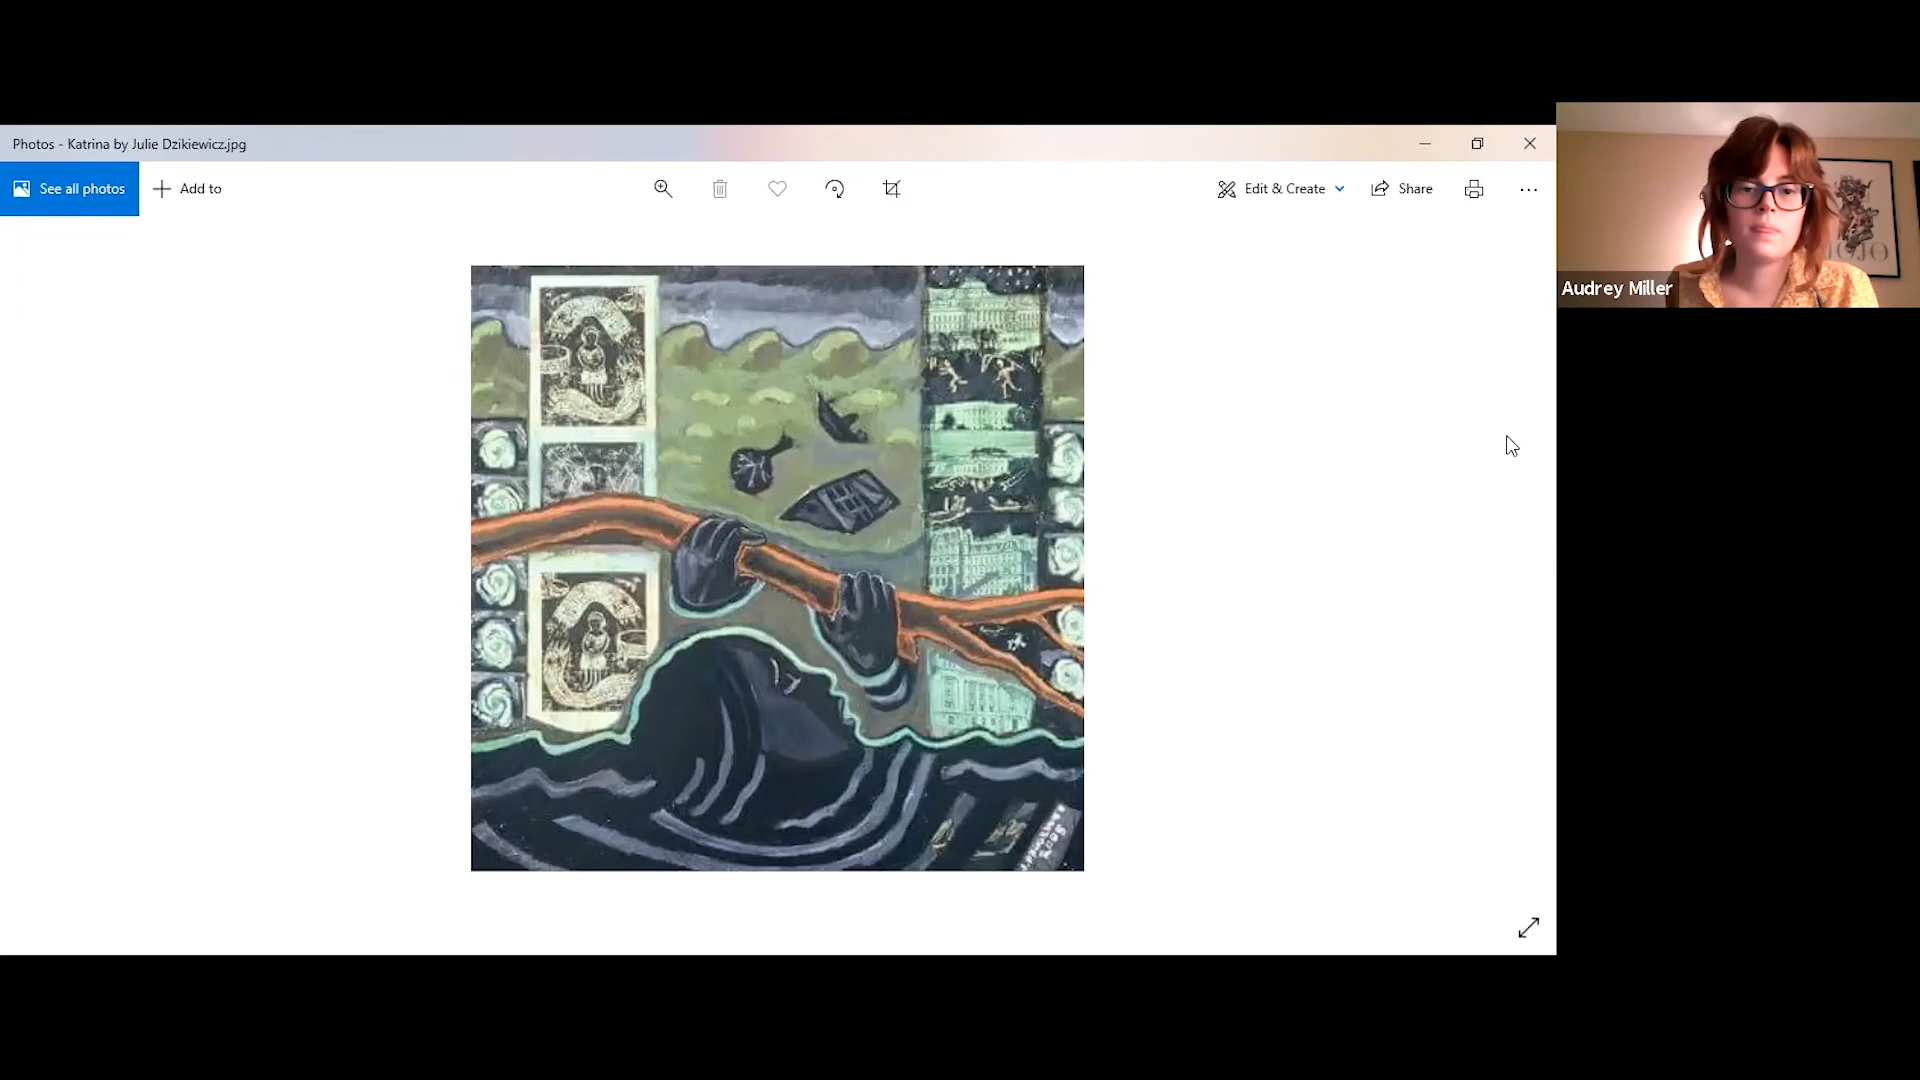 Photos - Katrina by Julie Dzikiewicz.jpg
See all photos
Add to
Edit & Create
Share
Audrey Miller